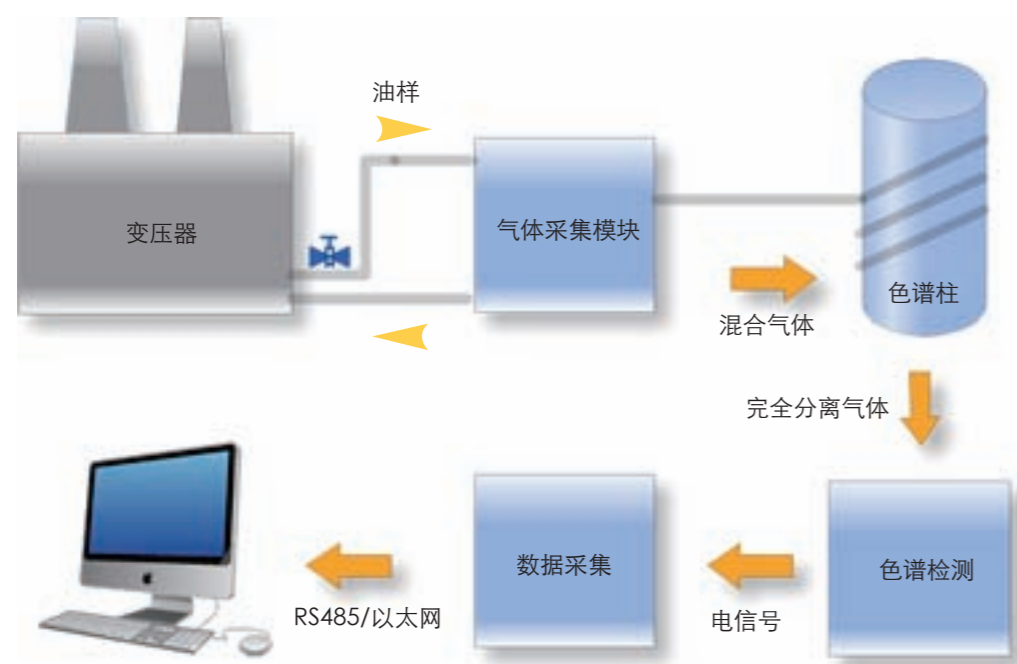 油样
变压器
气体采集模块
色谱柱
混合气体
完全分离气体
数据采集
色谱检测
RS485/以太网
电信号